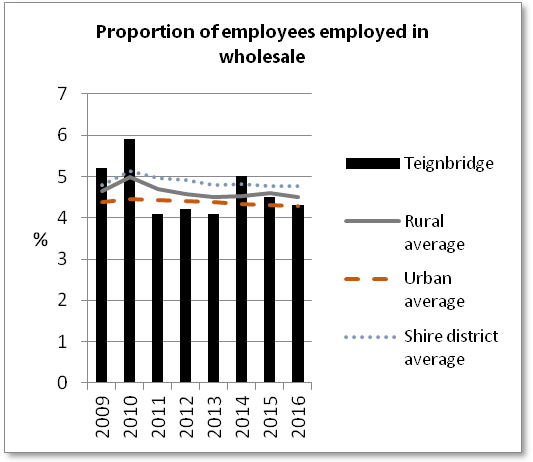 Proportion of employees employed in
wholesale
7
6
5
4
3
2
1
0
%
2009
2010
2011
2012
2013
2014
2015
2016
Teignbridge
Rural
average
Urban
average
Shire district
average